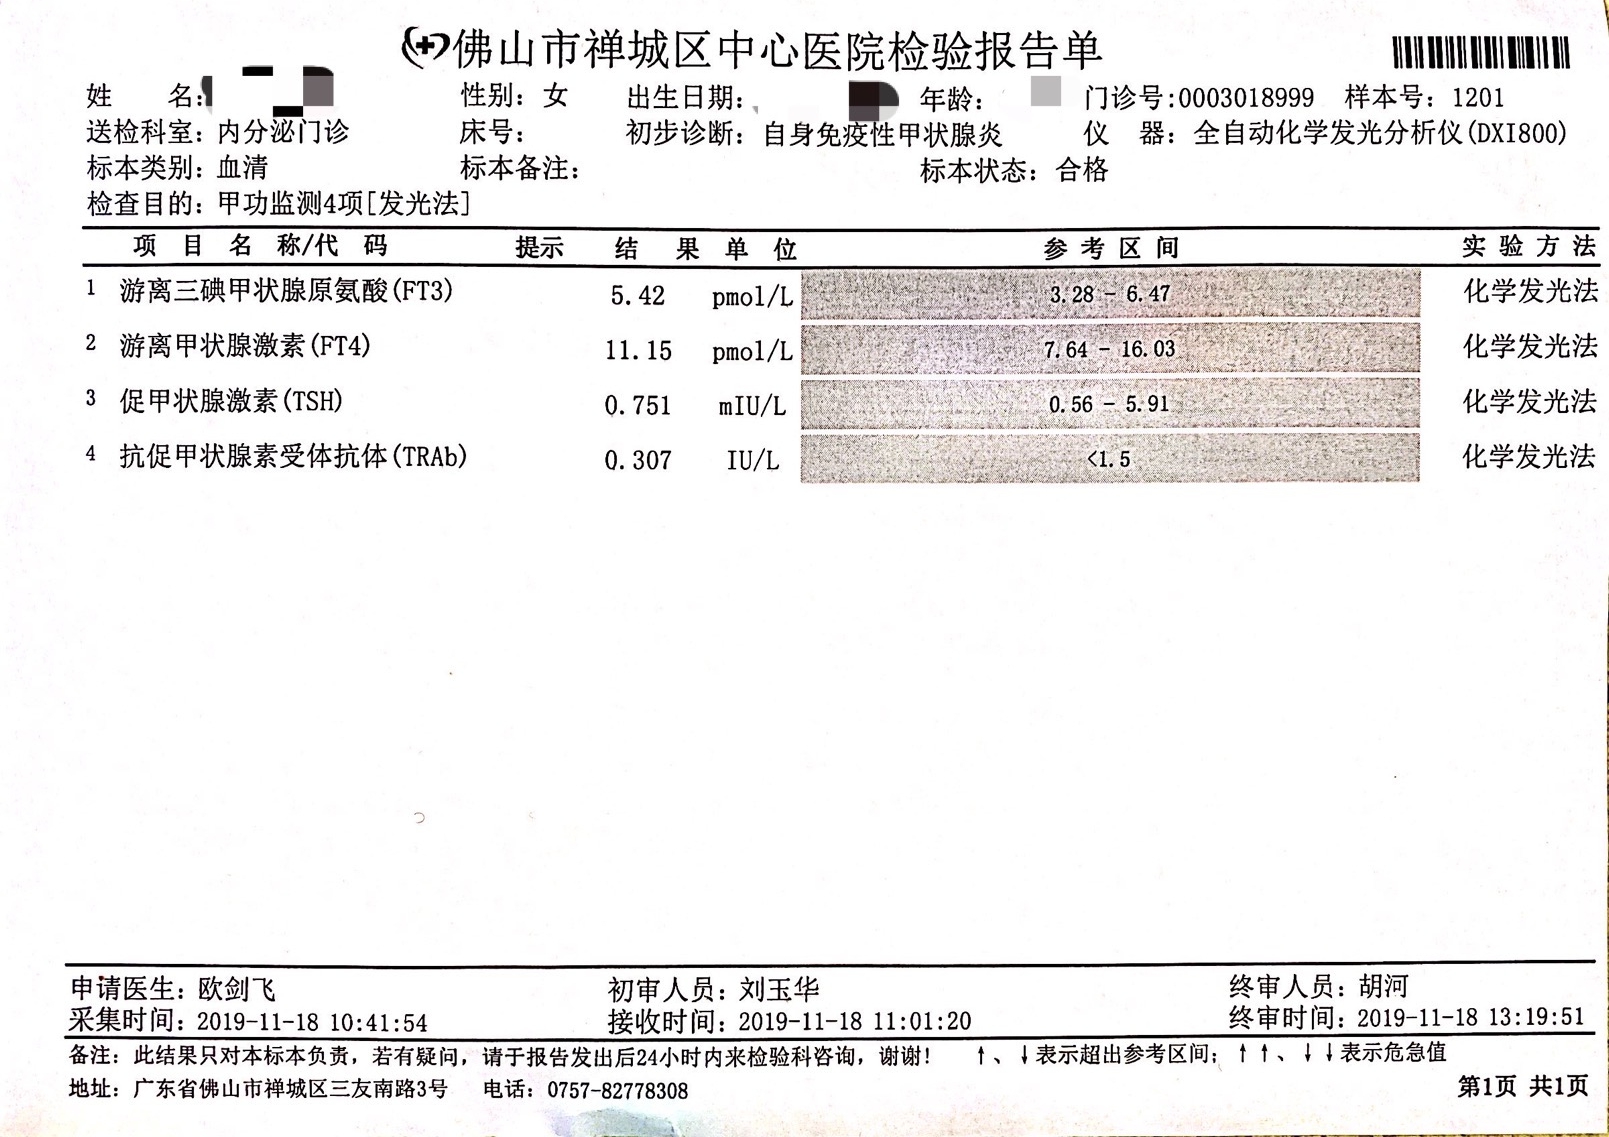 佛山市禅城区中心医院检验报告单
姓 名: 性别: 女 出生日期: 年龄: 门诊号:0003018999 样本号: 1201
送检科室: 内分泌门诊 床号: 初步诊断: 自身免疫性甲状腺炎 仪 器: 全自动化学发光分析仪(DXI800)
标本类别: 血清 标本备注: 标本状态: 合格
检查目的: 甲功监测4项[发光法]
项 目 名 称/代 码 提示 结 果 单 位 参 考 区 间 实 验 方 法
1 游离三碘甲状腺原氨酸(FT3) 5.42 pmol/L 3.28 - 6.47 化学发光法
2 游离甲状腺激素(FT4) 11.15 pmol/L 7.64 - 16.03 化学发光法
3 促甲状腺激素(TSH) 0.751 mIU/L 0.56 - 5.91 化学发光法
4 抗促甲状腺素受体抗体(TRAb) 0.307 IU/L <1.5 化学发光法
申请医生: 欧剑飞 初审人员: 刘玉华 终审人员: 胡河
采集时间: 2019-11-18 10:41:54 接收时间: 2019-11-18 11:01:20 终审时间: 2019-11-18 13:19:51
备注: 此结果只对本标本负责, 若有疑问, 请于报告发出后24小时内来检验科咨询, 谢谢! ↑、↓表示超出参考区间; ↑↑、↓↓表示危急值
地址: 广东省佛山市禅城区三友南路3号 电话: 0757-82778308 第1页 共1页